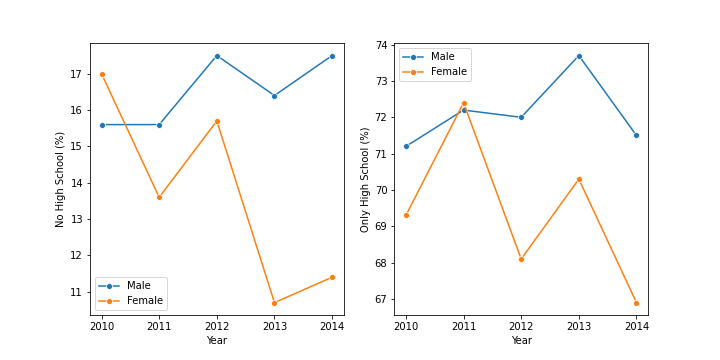 No High School (%)
17
16
15
14
13
12
11
Male
Female
2010 2011 2012 2013 2014
Year
Only High School (%)
74
73
72
71
70
69
68
67
Male
Female
2010 2011 2012 2013 2014
Year